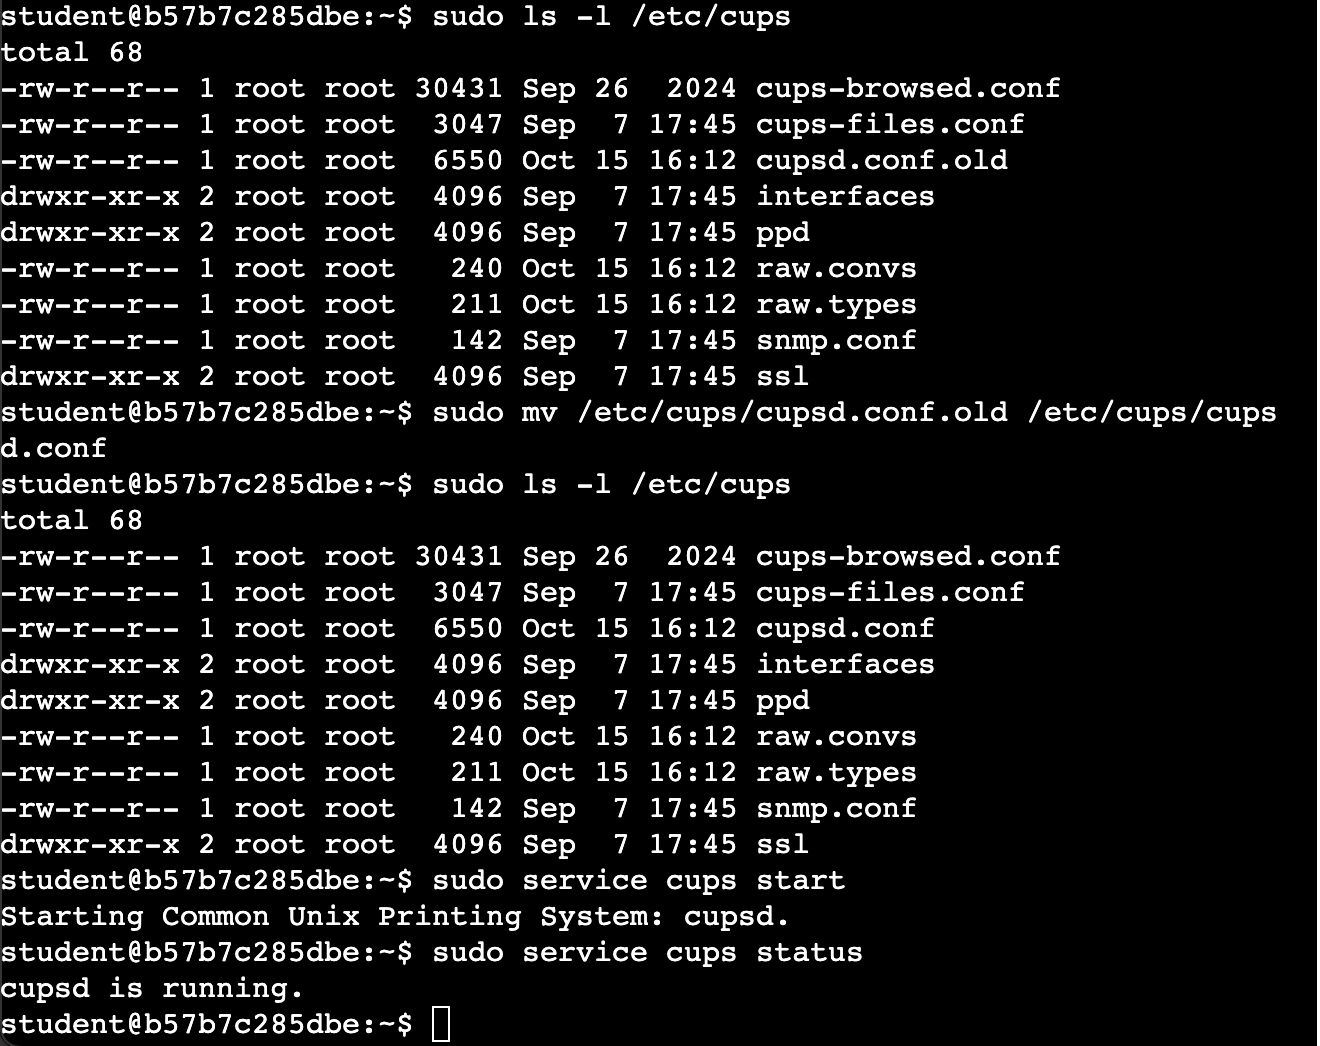 student@b57b7c285dbe:~$ sudo ls -l /etc/cups
total 68
-rw-r--r-- 1 root root 30431 Sep 26  2024 cups-browsed.conf
-rw-r--r-- 1 root root  3047 Sep  7 17:45 cups-files.conf
-rw-r--r-- 1 root root  6550 Oct 15 16:12 cupsd.conf.old
drwxr-xr-x 2 root root  4096 Sep  7 17:45 interfaces
drwxr-xr-x 2 root root  4096 Sep  7 17:45 ppd
-rw-r--r-- 1 root root   240 Oct 15 16:12 raw.convs
-rw-r--r-- 1 root root   211 Oct 15 16:12 raw.types
-rw-r--r-- 1 root root   142 Sep  7 17:45 snmp.conf
drwxr-xr-x 2 root root  4096 Sep  7 17:45 ssl
student@b57b7c285dbe:~$ sudo mv /etc/cups/cupsd.conf.old /etc/cups/cups
d.conf
student@b57b7c285dbe:~$ sudo ls -l /etc/cups
total 68
-rw-r--r-- 1 root root 30431 Sep 26  2024 cups-browsed.conf
-rw-r--r-- 1 root root  3047 Sep  7 17:45 cups-files.conf
-rw-r--r-- 1 root root  6550 Oct 15 16:12 cupsd.conf
drwxr-xr-x 2 root root  4096 Sep  7 17:45 interfaces
drwxr-xr-x 2 root root  4096 Sep  7 17:45 ppd
-rw-r--r-- 1 root root   240 Oct 15 16:12 raw.convs
-rw-r--r-- 1 root root   211 Oct 15 16:12 raw.types
-rw-r--r-- 1 root root   142 Sep  7 17:45 snmp.conf
drwxr-xr-x 2 root root  4096 Sep  7 17:45 ssl
student@b57b7c285dbe:~$ sudo service cups start
Starting Common Unix Printing System: cupsd.
student@b57b7c285dbe:~$ sudo service cups status
cupsd is running.
student@b57b7c285dbe:~$